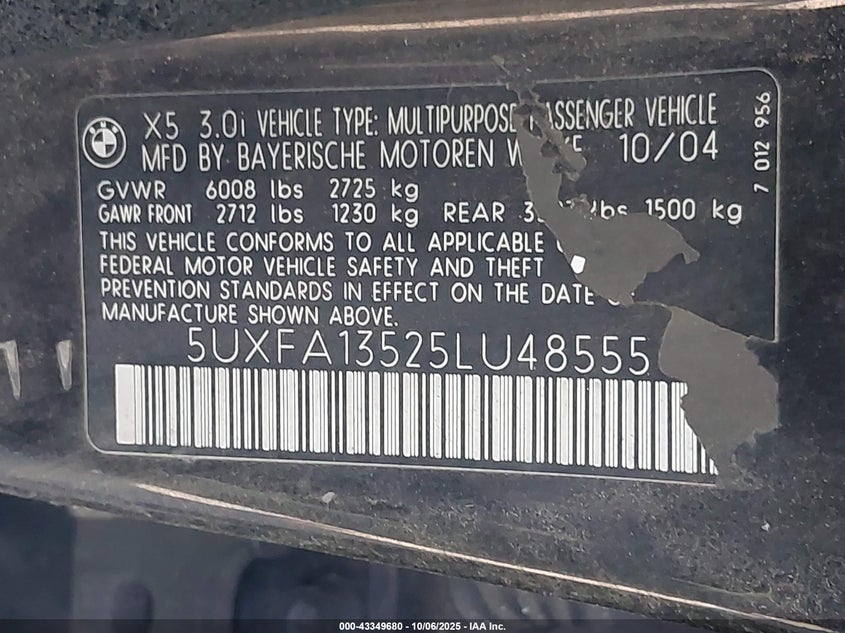 BMW
X5 3.0i VEHICLE TYPE: MULTIPURPOSE PASSENGER VEHICLE
MFD BY BAYERISCHE MOTOREN 10/04
GVWR 6008 lbs 2725 kg
GAWR FRONT 2712 lbs 1230 kg REAR lbs 1500 kg
THIS VEHICLE CONFORMS TO ALL APPLICABLE
FEDERAL MOTOR VEHICLE SAFETY AND THEFT
PREVENTION STANDARDS IN EFFECT ON THE DATE
MANUFACTURE SHOWN ABOVE.
5UXFA13525LU48555
7 012 956
000-43349680 - 10/06/2025 - IAA Inc.